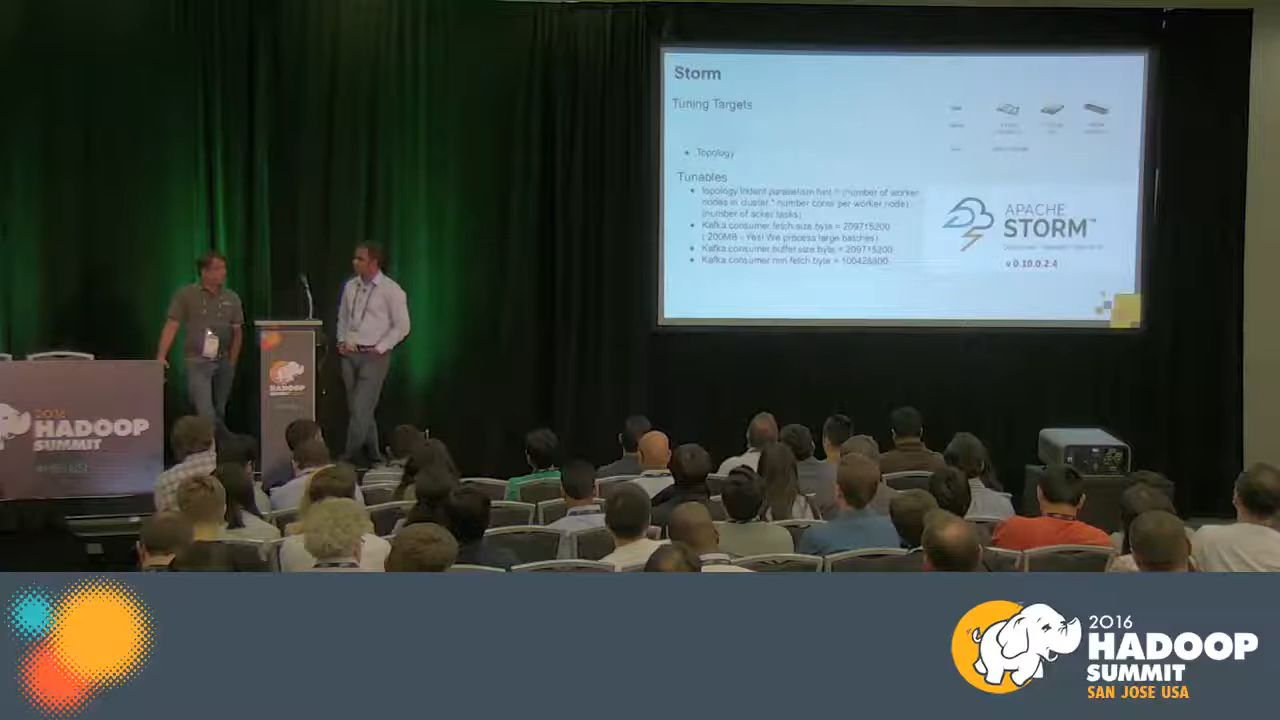 Storm
Tuning Targets
• Topology
Tunables
• topology.trident.parallelism.hint = (number of worker
nodes in cluster * number cores per worker node) -
(number of acker tasks)
• Kafka.consumer.fetch.size.byte = 209715200
( 200MB - Yes! We process large batches)
• Kafka.consumer.buffer.size.byte = 209715200
• Kafka.consumer.min.fetch.byte = 100428800
APACHE
STORM™
v 0.10.0.2.4
HADOOP
2016
HADOOP
SUMMIT
2016
HADOOP
SUMMIT
SAN JOSE USA